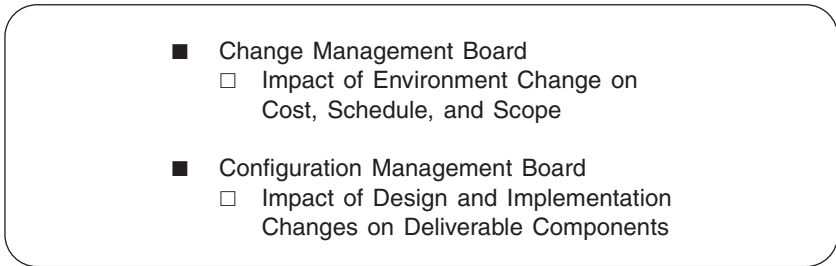 ■ Change Management Board
□ Impact of Environment Change on
Cost, Schedule, and Scope
■ Configuration Management Board
□ Impact of Design and Implementation
Changes on Deliverable Components